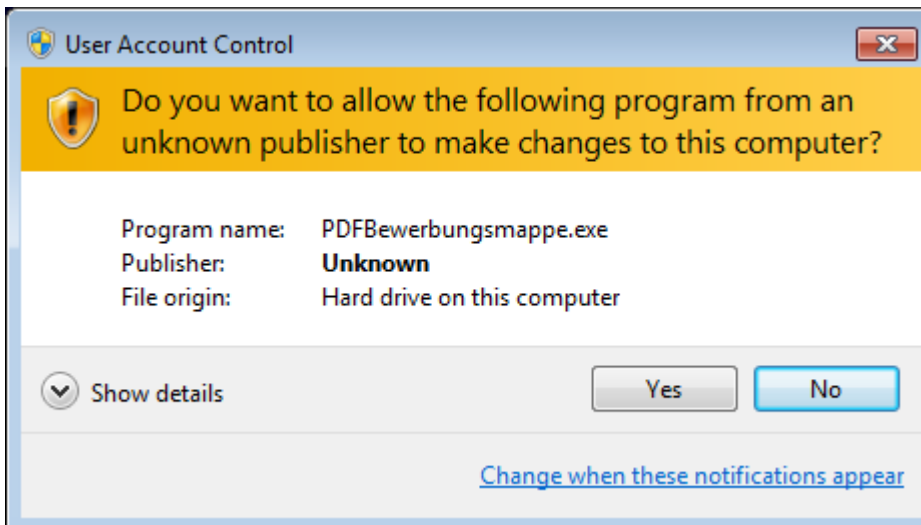 User Account Control
Do you want to allow the following program from an
unknown publisher to make changes to this computer?
Program name: PDFBewerbungsmappe.exe
Publisher: Unknown
File origin: Hard drive on this computer
Show details
Yes
No
Change when these notifications appear